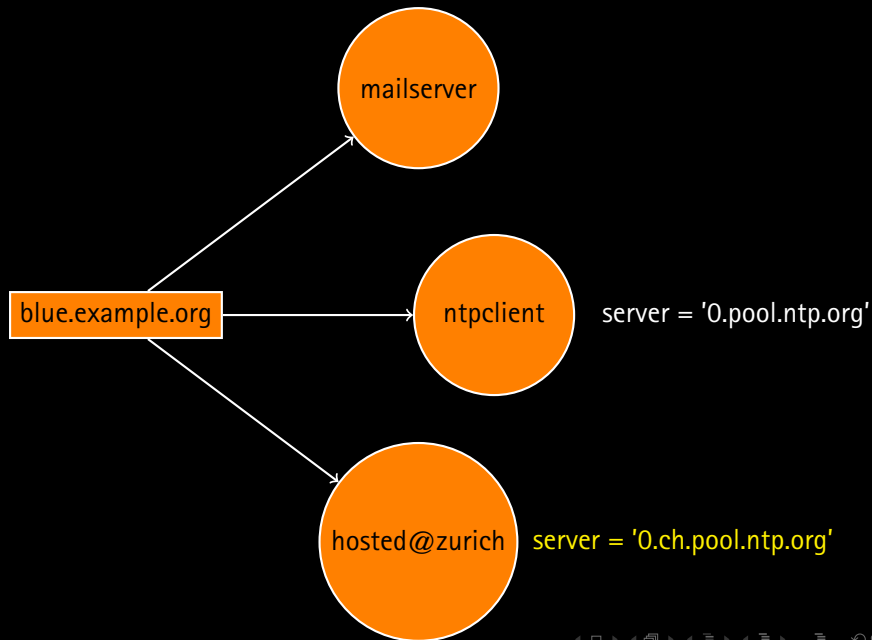 mailserver
blue.example.org
ntpclient
server = '0.pool.ntp.org'
hosted@zurich
server = '0.ch.pool.ntp.org'